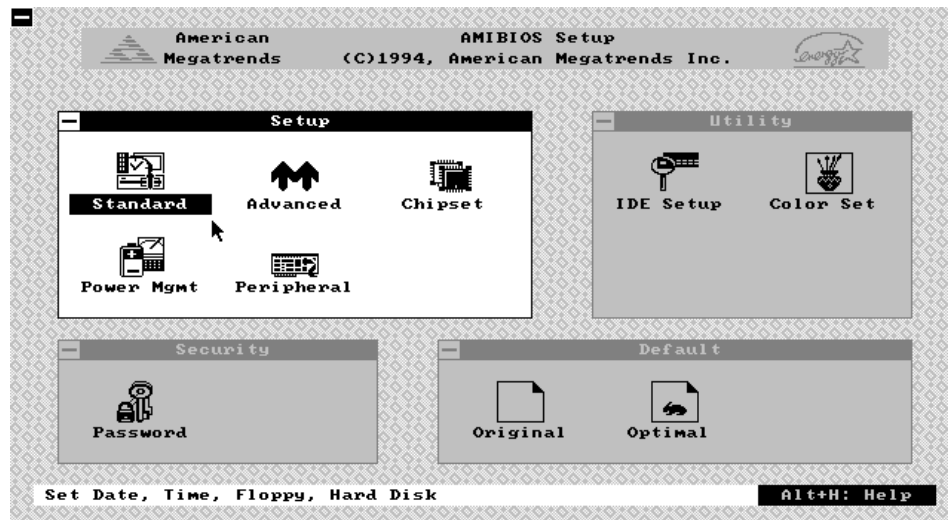 American Megatrends
AMIBIOS Setup
(C)1994, American Megatrends Inc.
energy
Setup
Standard
Advanced
Chipset
Power Mgmt
Peripheral
Utility
IDE Setup
Color Set
Security
Password
Default
Original
Optimal
Set Date, Time, Floppy, Hard Disk
Alt+H: Help